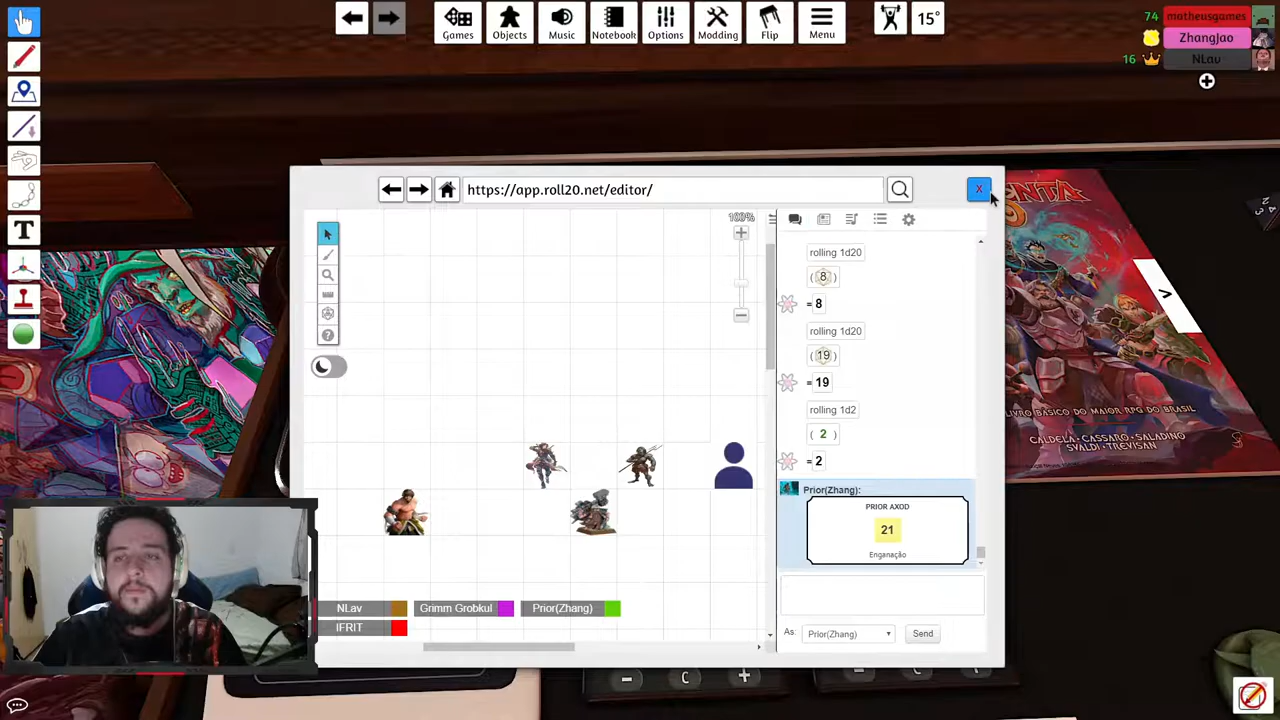 Games
Objects
Music
Notebook
Options
Modding
Flip
Menu
15°
74 matheusgames
ZhangJao
16 NLav
T
https://app.roll20.net/editor/
X
100%
rolling 1d20
( 8 )
= 8
rolling 1d20
( 19 )
= 19
rolling 1d2
( 2 )
= 2
Prior(Zhang):
PRIOR AXOD
21
Enganação
As: Prior(Zhang) Send
NLav
Grimm Grobkul
Prior(Zhang)
IFRIT
LIVRO BÁSICO DO MAIOR RPG DO BRASIL
CALDELA · CASSARO · SALADINO
SVALDI · TREVISAN
− C +